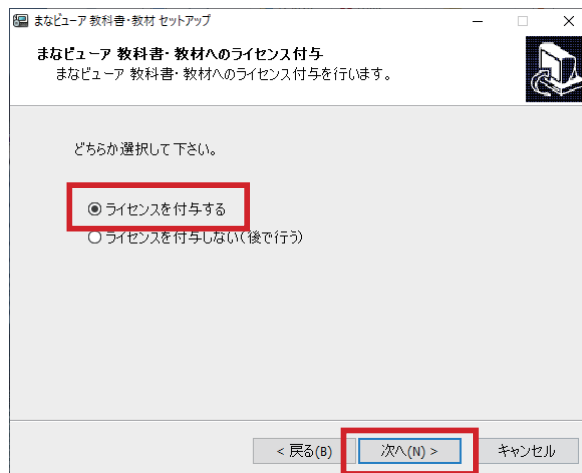 まなビューア 教科書・教材 セットアップ
まなビューア 教科書・教材へのライセンス付与
まなビューア 教科書・教材へのライセンス付与を行います。
どちらか選択して下さい。
ライセンスを付与する
ライセンスを付与しない(後で行う)
< 戻る(B)
次へ(N) >
キャンセル